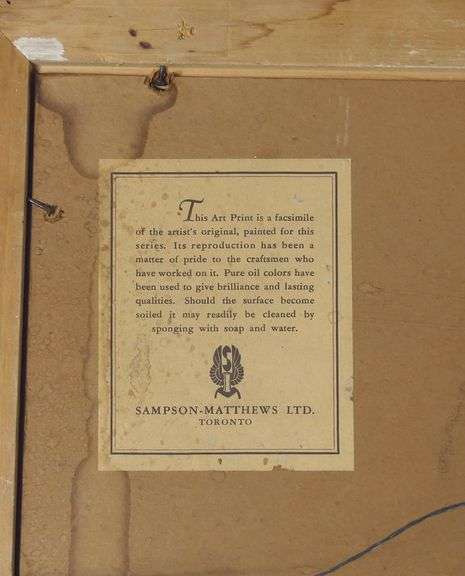 This Art Print is a facsimile
of the artist's original, painted for this
series. Its reproduction has been a
matter of pride to the craftsmen who
have worked on it. Pure oil colors have
been used to give brilliance and lasting
qualities. Should the surface become
soiled it may readily be cleaned by
sponging with soap and water.
SAMPSON-MATTHEWS LTD.
TORONTO